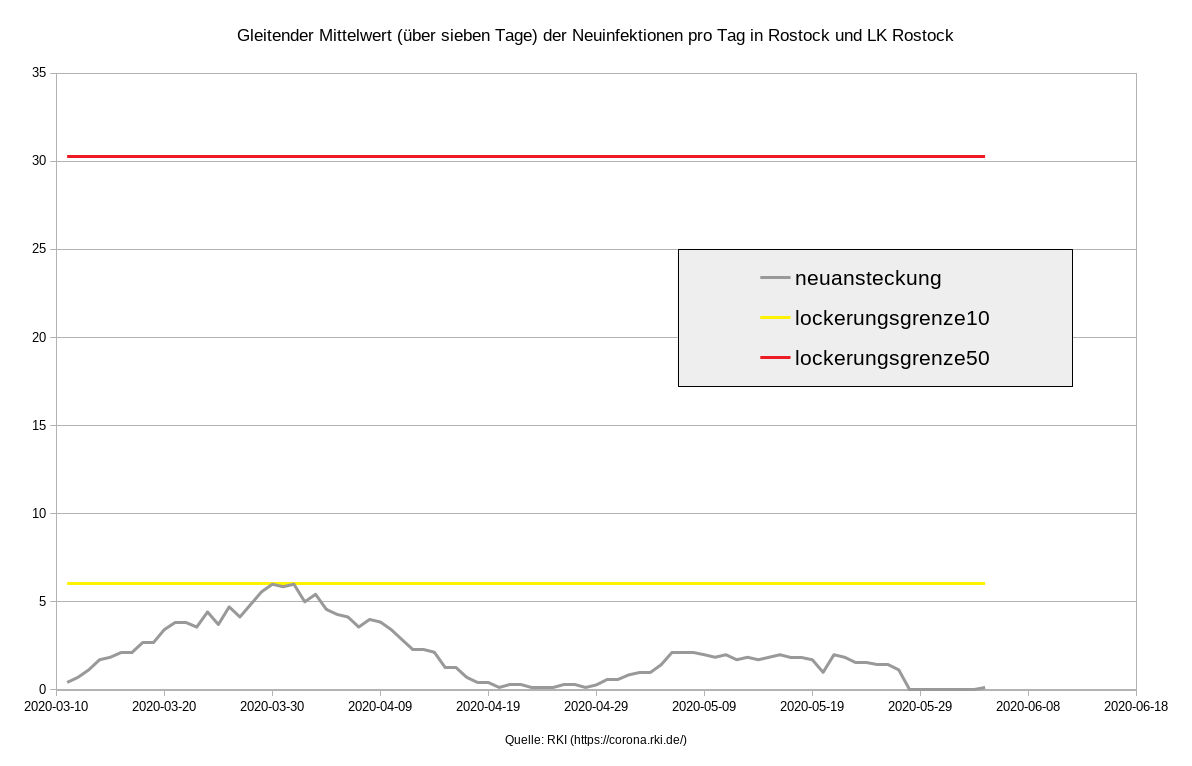 Gleitender Mittelwert (über sieben Tage) der Neuinfektionen pro Tag in Rostock und LK Rostock
35
30
25
20
15
10
5
0
neuansteckung
lockerungsgrenze10
lockerungsgrenze50
2020-03-10 2020-03-20 2020-03-30 2020-04-09 2020-04-19 2020-04-29 2020-05-09 2020-05-19 2020-05-29 2020-06-08 2020-06-18
Quelle: RKI (https://corona.rki.de/)